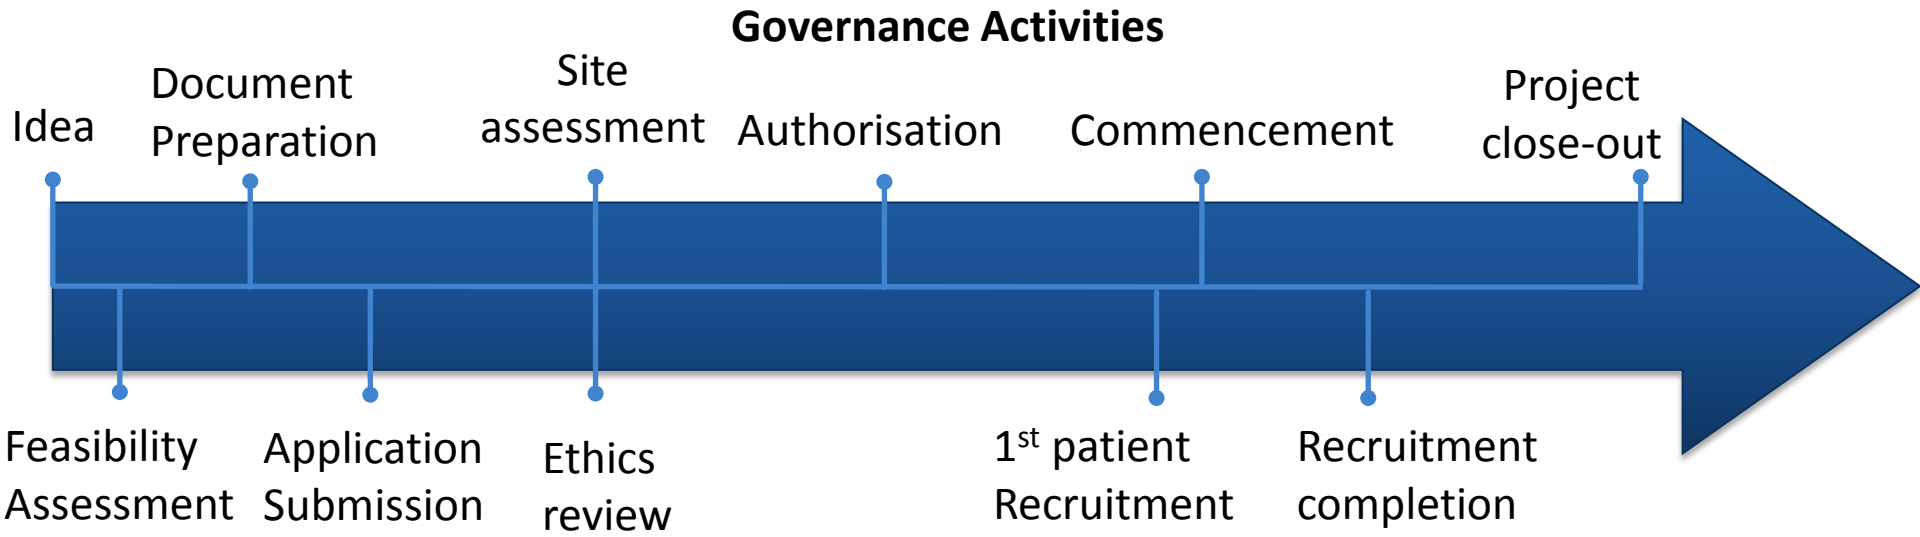 Governance Activities
Idea
Document
Preparation
Site
assessment
Authorisation
Commencement
Project
close-out
Feasibility
Assessment
Application
Submission
Ethics
review
1st patient
Recruitment
Recruitment
completion